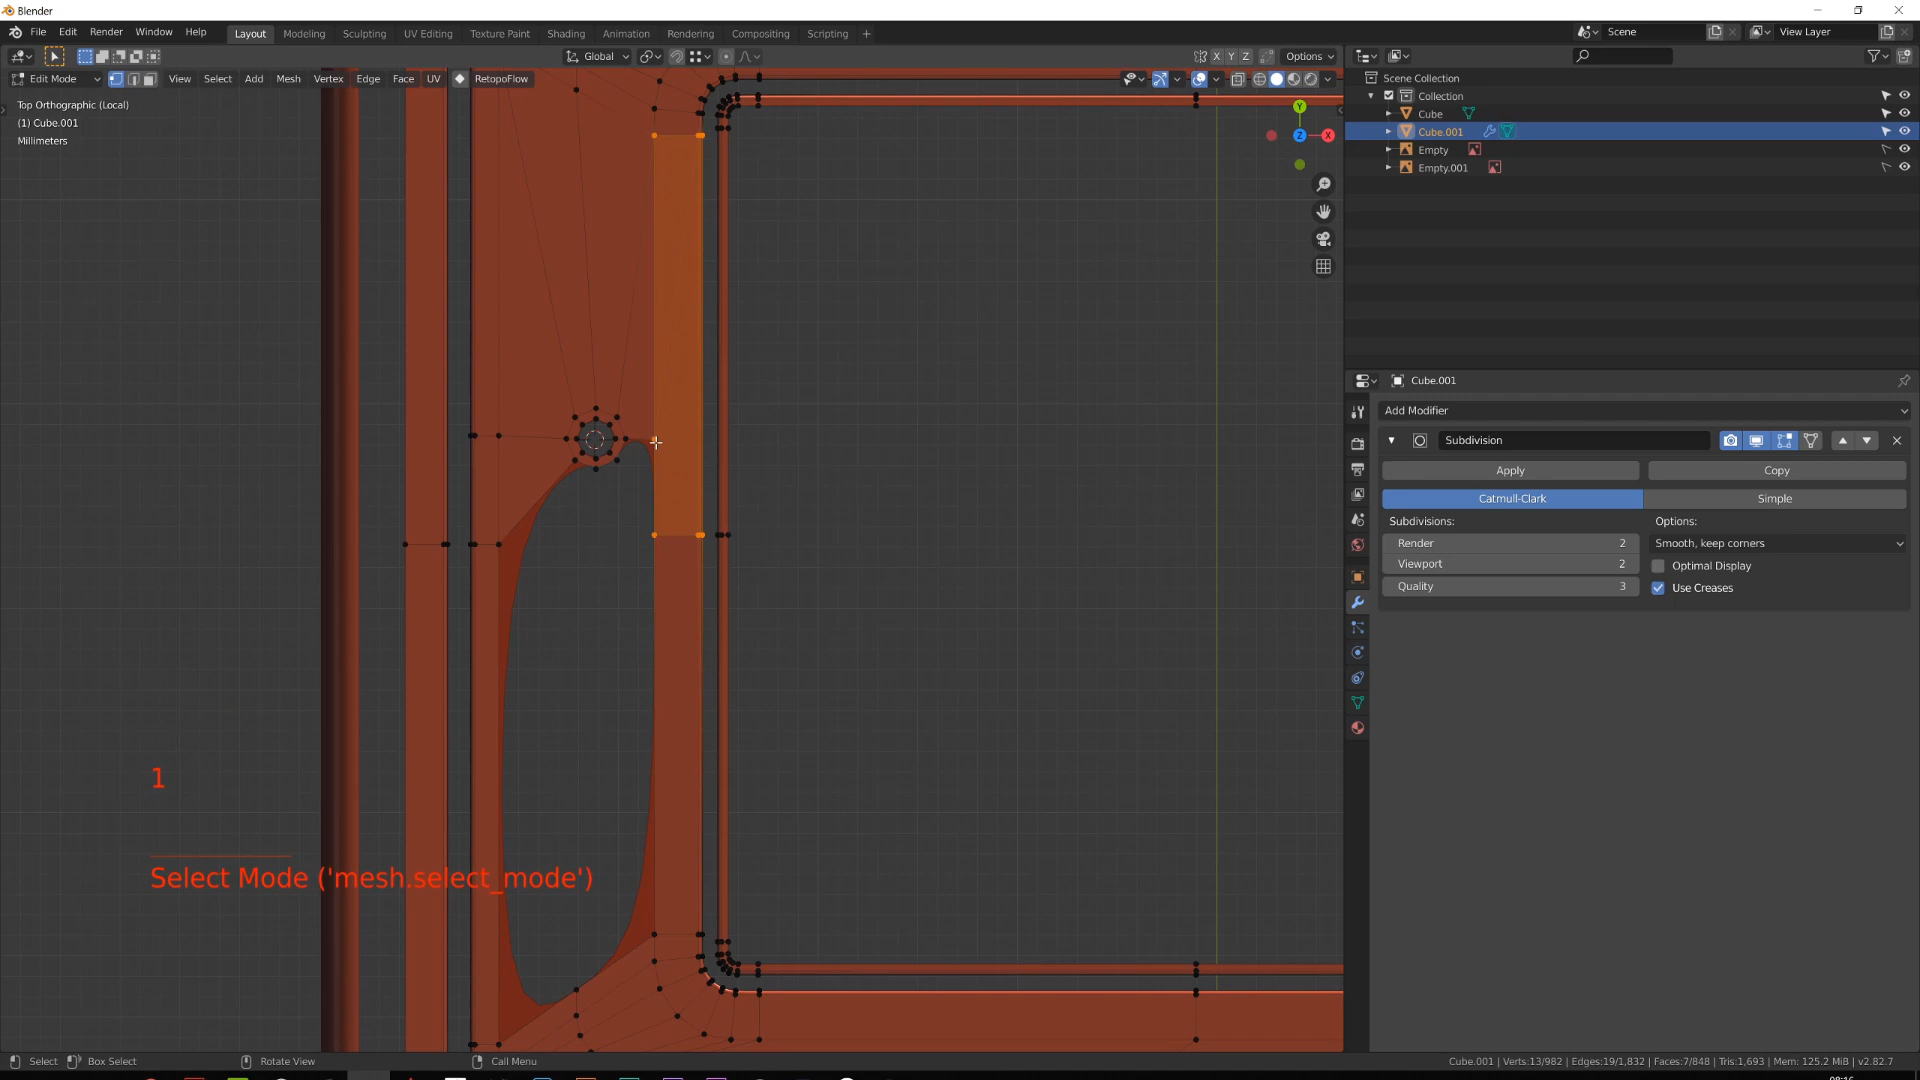 Blender
File Edit Render Window Help
Layout Modeling Sculpting UV Editing Texture Paint Shading Animation Rendering Compositing Scripting +
Scene
View Layer
Global
X Y Z
Options
Edit Mode View Select Add Mesh Vertex Edge Face UV RetopoFlow
Top Orthographic (Local)
(1) Cube.001
Millimeters
Y
Z
X
Scene Collection
Collection
Cube
Cube.001
Empty
Empty.001
Cube.001
Add Modifier
Subdivision
Apply
Copy
Catmull-Clark
Simple
Subdivisions:
Options:
Render 2
Smooth, keep corners
Viewport 2
Optimal Display
Quality 3
Use Creases
1
Select Mode ('mesh.select_mode')
Select
Box Select
Rotate View
Call Menu
Cube.001 | Verts:13/982 | Edges:19/1,832 | Faces:7/848 | Tris:1,693 | Mem: 125.2 MiB | v2.82.7